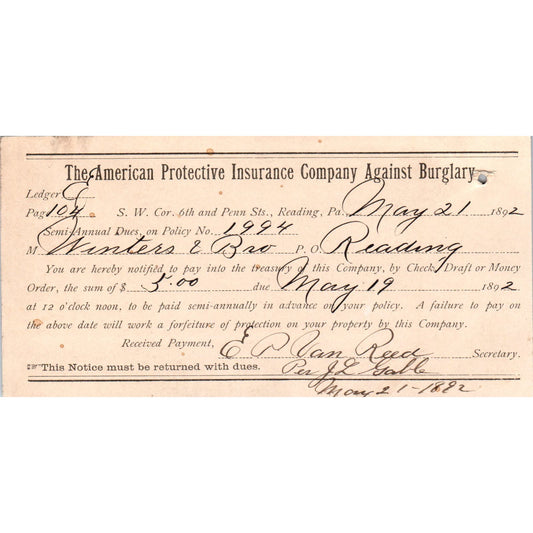 The American Protective Insurance Company Against Burglary
Ledger E
Page 104 S. W. Cor. 6th and Penn Sts., Reading, Pa. May 21 1892
Semi-Annual Dues on Policy No. 1994
M Winters & Bro P. O. Reading
You are hereby notified to pay into the treasury of this Company, by Check, Draft or Money
Order, the sum of $ 5.00 due May 19 1892
at 12 o'clock noon, to be paid semi-annually in advance on your policy. A failure to pay on
the above date will work a forfeiture of protection on your property by this Company.
Received Payment, E P Van Reed Secretary.
☞This Notice must be returned with dues. Per J L Gable
May 21-1892